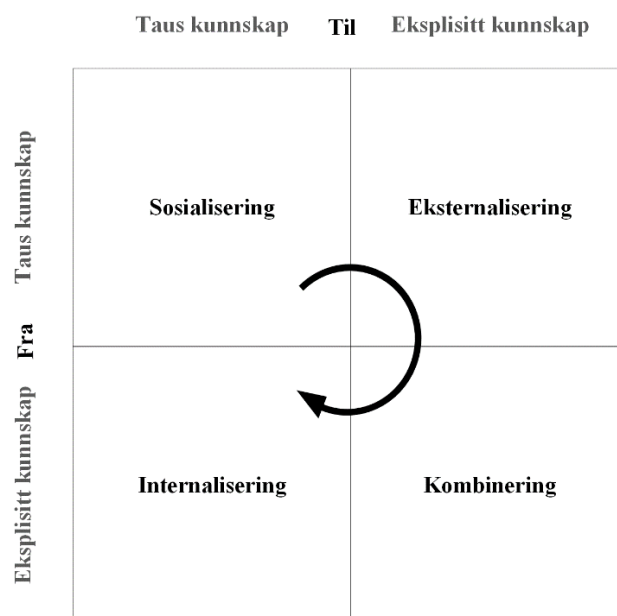 Taus kunnskap Til Eksplisitt kunnskap
Taus kunnskap
Sosialisering Eksternalisering
Fra
Eksplisitt kunnskap
Internalisering Kombinering